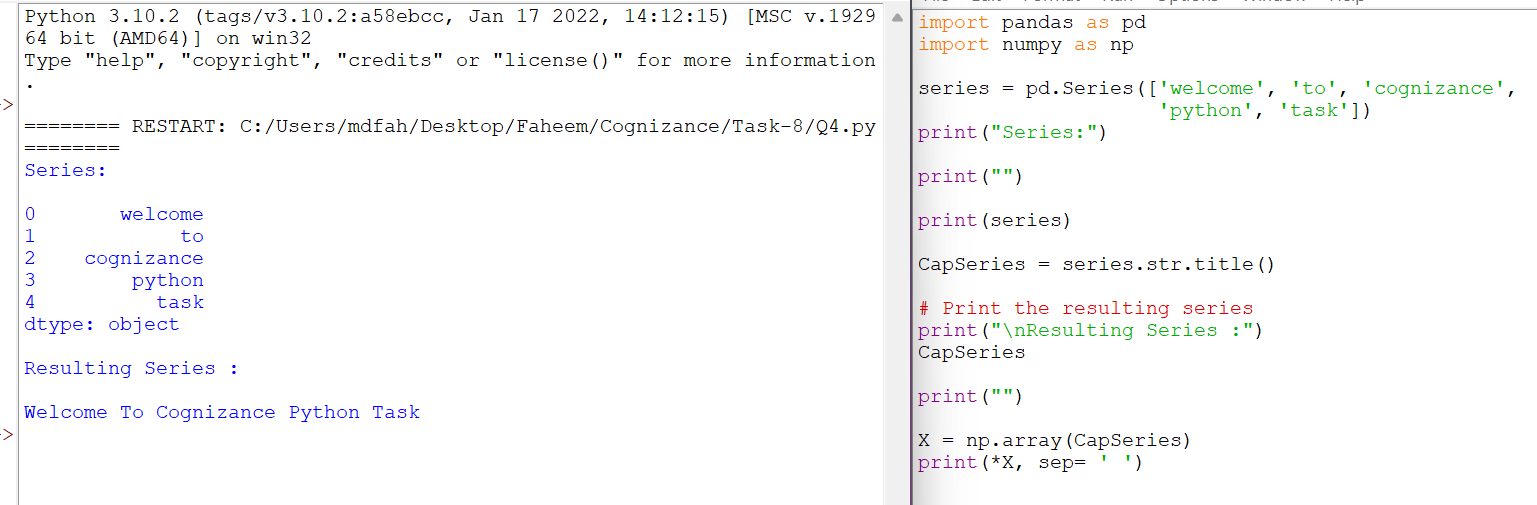 Python 3.10.2 (tags/v3.10.2:a58ebcc, Jan 17 2022, 14:12:15) [MSC v.1929
64 bit (AMD64)] on win32
Type "help", "copyright", "credits" or "license()" for more information
.
>
======== RESTART: C:/Users/mdfah/Desktop/Faheem/Cognizance/Task-8/Q4.py
========
Series:
0 welcome
1 to
2 cognizance
3 python
4 task
dtype: object
Resulting Series :
Welcome To Cognizance Python Task
>
import pandas as pd
import numpy as np
series = pd.Series(['welcome', 'to', 'cognizance',
'python', 'task'])
print("Series:")
print("")
print(series)
CapSeries = series.str.title()
# Print the resulting series
print("\nResulting Series :")
CapSeries
print("")
X = np.array(CapSeries)
print(*X, sep= ' ')